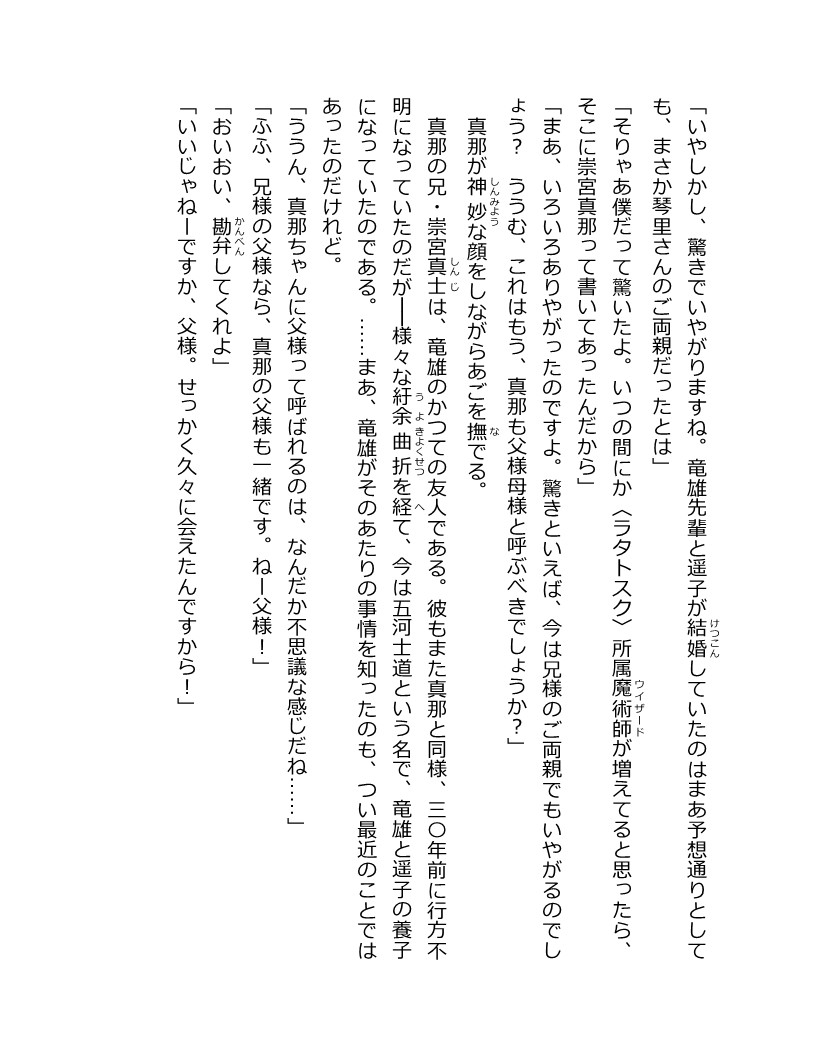 「いやしかし、驚きでいやがりますね。竜雄先輩と遥子が結婚していたのはまあ予想通りとして
も、まさか琴里さんのご両親だったとは」
「そりゃあ僕だって驚いたよ。いつの間にか〈ラタトスク〉所属魔術師が増えてると思ったら、
そこに崇宮真那って書いてあったんだから」
「まあ、いろいろありやがったのですよ。驚きといえば、今は兄様のご両親でもいやがるのでし
ょう？　ううむ、これはもう、真那も父様母様と呼ぶべきでしょうか？」
　真那が神妙な顔をしながらあごを撫でる。
　真那の兄・崇宮真士は、竜雄のかつての友人である。彼もまた真那と同様、三〇年前に行方不
明になっていたのだが――様々な紆余曲折を経て、今は五河士道という名で、竜雄と遥子の養子
になっていたのである。……まあ、竜雄がそのあたりの事情を知ったのも、つい最近のことでは
あったのだけれど。
「ううん、真那ちゃんに父様って呼ばれるのは、なんだか不思議な感じだね……」
「ふふ、兄様の父様なら、真那の父様も一緒です。ねー父様！」
「おいおい、勘弁してくれよ」
「いいじゃねーですか、父様。せっかく久々に会えたんですから！」